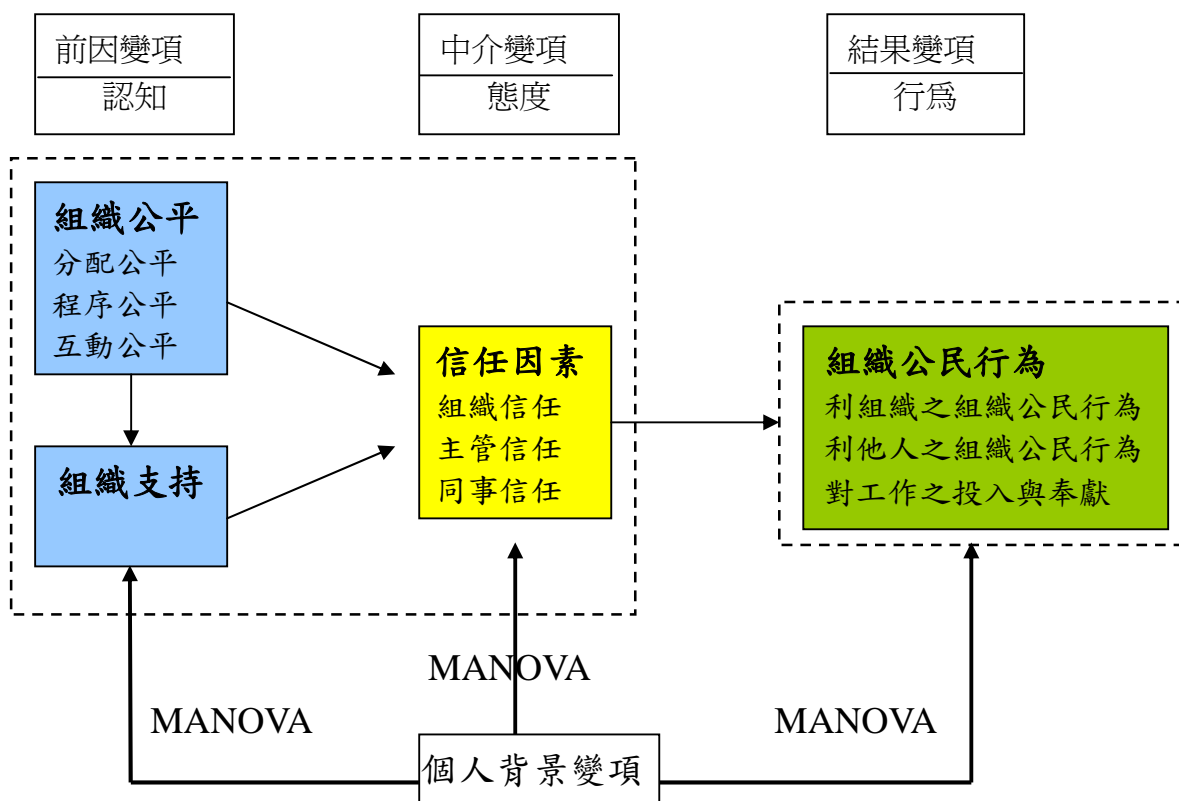 前因變項
認知
中介變項
態度
結果變項
行為
組織公平
分配公平
程序公平
互動公平
組織支持
信任因素
組織信任
主管信任
同事信任
組織公民行為
利組織之組織公民行為
利他人之組織公民行為
對工作之投入與奉獻
MANOVA
MANOVA
MANOVA
個人背景變項